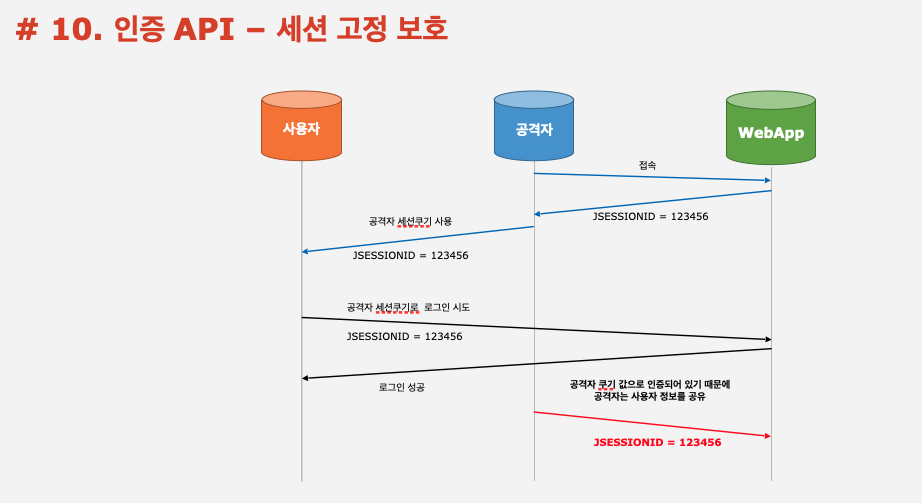 # 10. 인증 API – 세션 고정 보호
사용자
공격자
WebApp
접속
JSESSIONID = 123456
공격자 세션쿠기 사용
JSESSIONID = 123456
공격자 세션쿠기로 로그인 시도
JSESSIONID = 123456
로그인 성공
공격자 쿠기 값으로 인증되어 있기 때문에
공격자는 사용자 정보를 공유
JSESSIONID = 123456